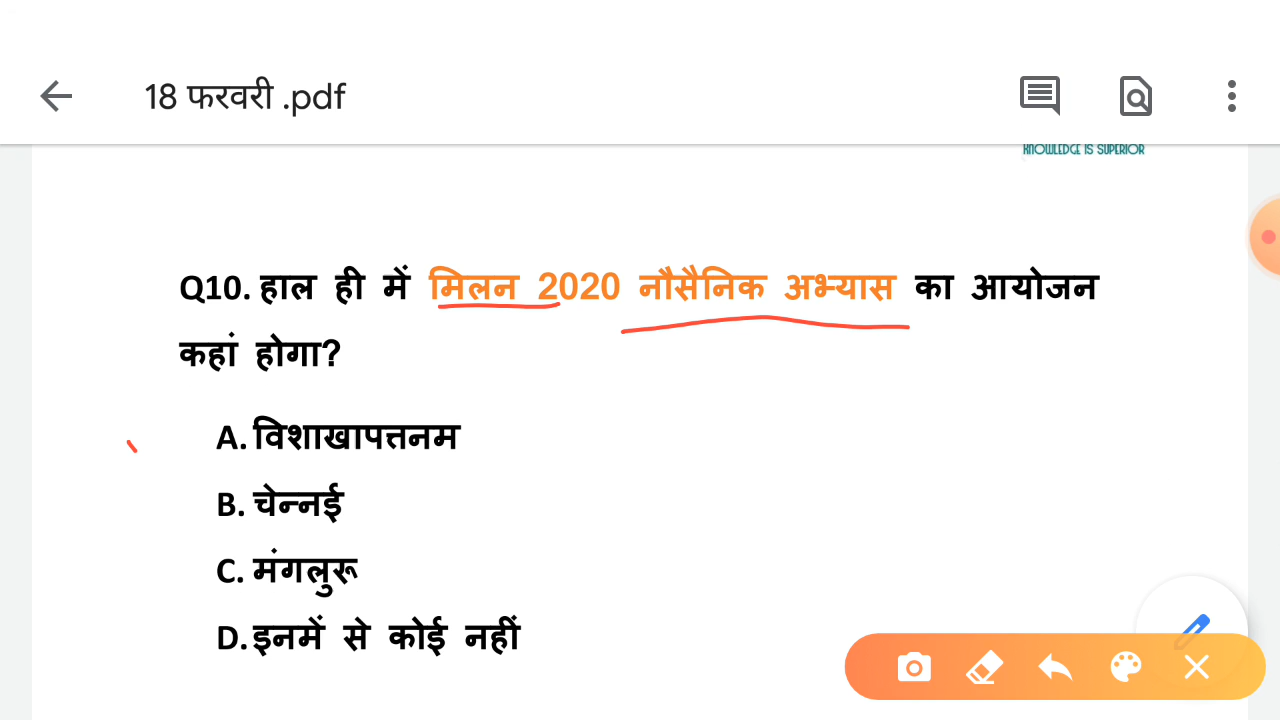 18 फरवरी .pdf
KNOWLEDGE IS SUPERIOR
Q10. हाल ही में मिलन 2020 नौसैनिक अभ्यास का आयोजन
कहां होगा?
A. विशाखापत्तनम
B. चेन्नई
C. मंगलुरू
D. इनमें से कोई नहीं